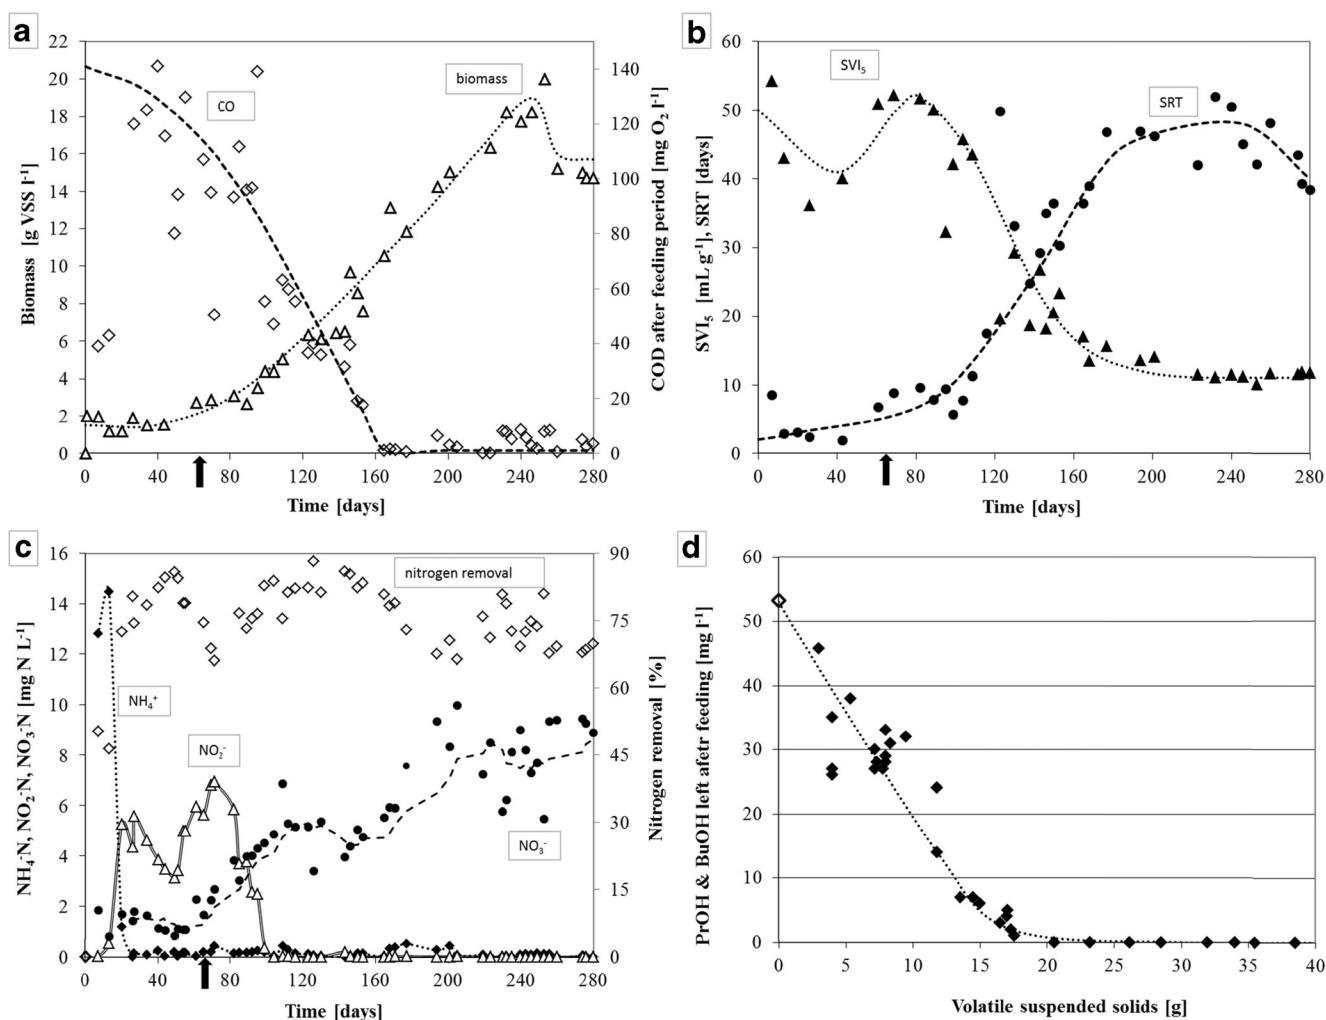 a
22
20
18
16
14
12
10
8
6
4
2
0
Biomass [g VSS l⁻¹]
CO
biomass
140
120
100
80
60
40
20
0
COD after feeding period [mg O₂ l⁻¹]
0 40 80 120 160 200 240 280
Time [days]
b
60
50
40
30
20
10
0
SVI₅ [mL g⁻¹], SRT [days]
SVI₅
SRT
0 40 80 120 160 200 240 280
Time [days]
c
16
14
12
10
8
6
4
2
0
NH₄-N, NO₂-N, NO₃-N [mg N L⁻¹]
nitrogen removal
NH₄⁺
NO₂⁻
NO₃⁻
90
75
60
45
30
15
0
Nitrogen removal [%]
0 40 80 120 160 200 240 280
Time [days]
d
60
50
40
30
20
10
0
PrOH & BuOH left afetr feeding [mg l⁻¹]
0 5 10 15 20 25 30 35 40
Volatile suspended solids [g]